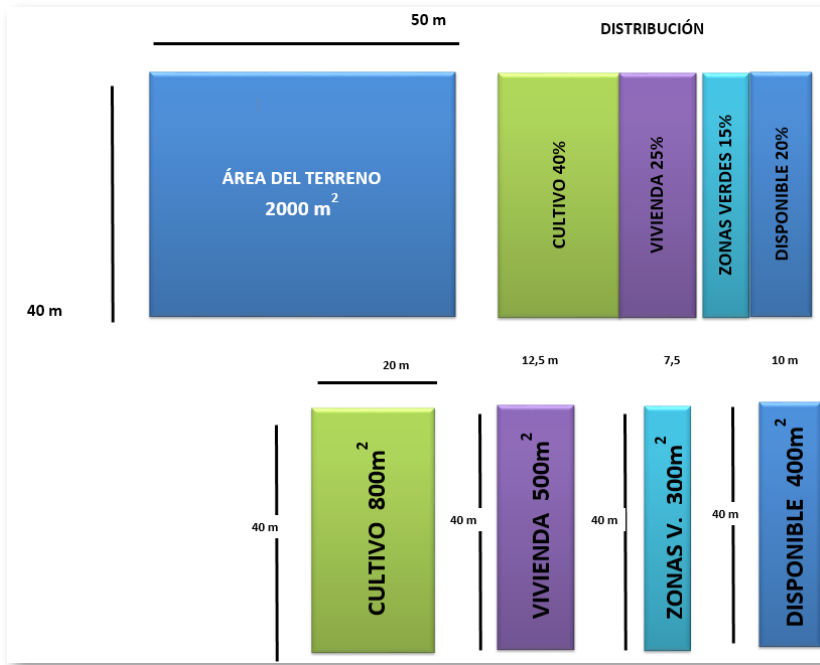 50 m
DISTRIBUCIÓN
ÁREA DEL TERRENO
2000 m²
CULTIVO 40%
VIVIENDA 25%
ZONAS VERDES 15%
DISPONIBLE 20%
40 m
20 m
12,5 m
7,5
10 m
40 m
CULTIVO 800m²
40 m
VIVIENDA 500m²
40 m
ZONAS V. 300m²
40 m
DISPONIBLE 400m²